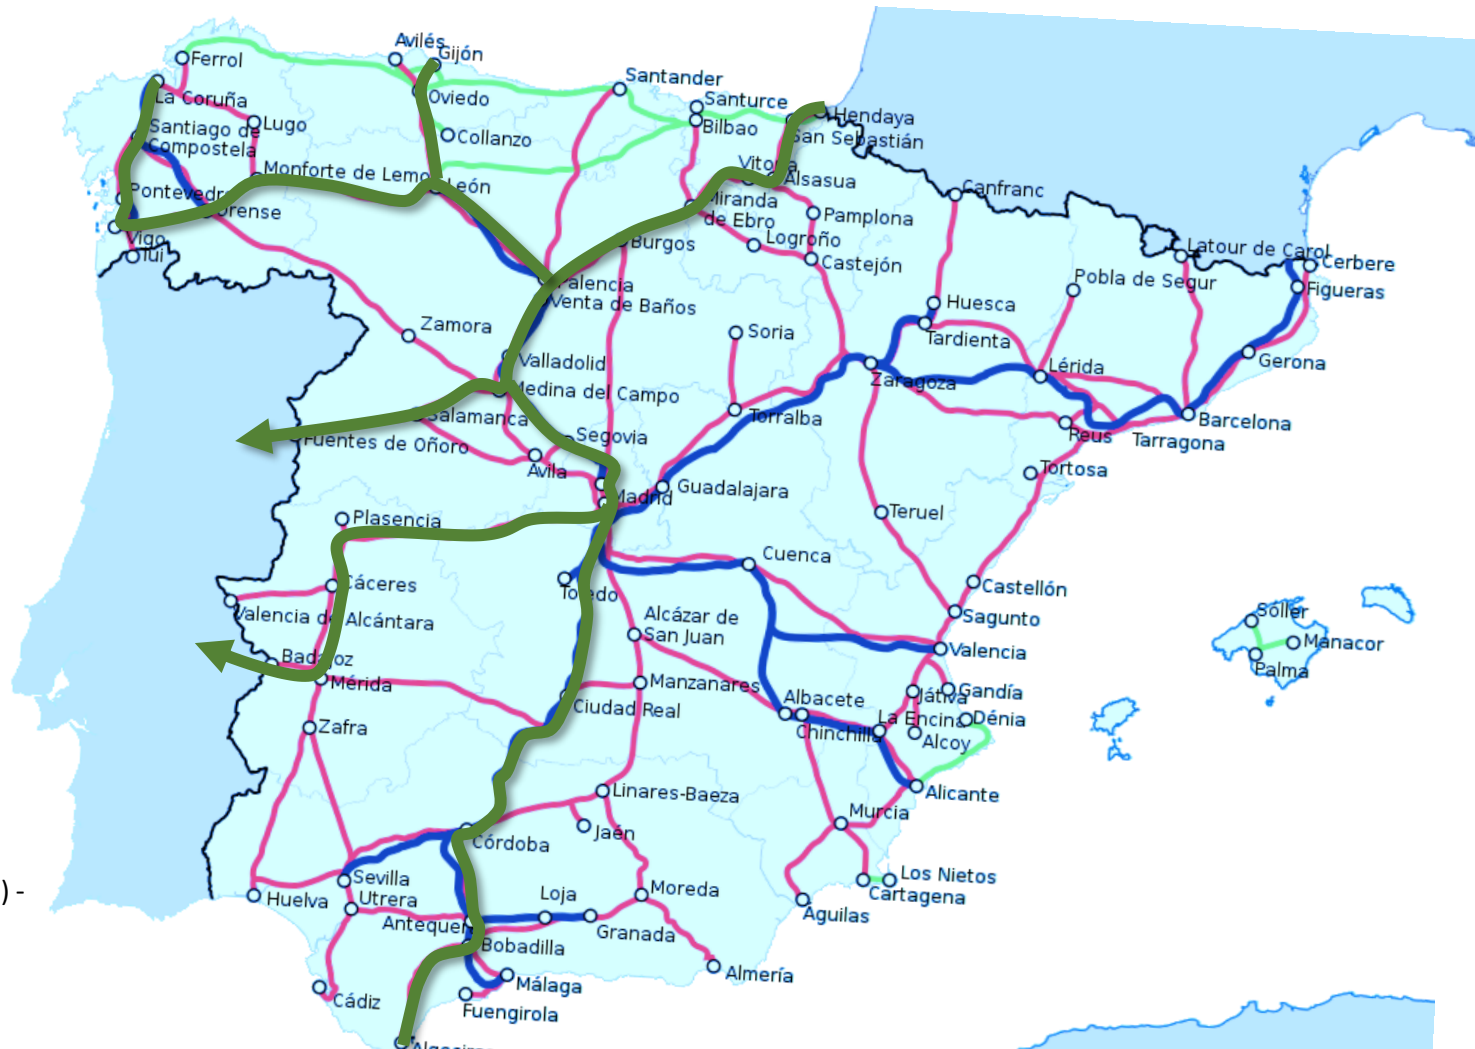 Avilés
Gijón
Ferrol
Santander
Santurce
La Coruña
Oviedo
Hendaya
Lugo
Collanzo
Bilbao
San Sebastián
Santiago de
Compostela
Vitoria
Canfranc
Monforte de Lemo
León
Alsasua
Pontevedr
Orense
Miranda
de Ebro
Pamplona
Vigo
Burgos
Logroño
Latour de Carol
Tui
Castejón
Cerbere
Palencia
Pobla de Segur
Figueras
Venta de Baños
Huesca
Zamora
Soria
Tardienta
Valladolid
Gerona
Lérida
Zaragoza
Medina del Campo
Salamanca
Torralba
Barcelona
Segovia
Reus
Tarragona
Fuentes de Oñoro
Avila
Tortosa
Madrid
Guadalajara
Plasencia
Teruel
Cuenca
Cáceres
Toledo
Castellón
Valencia de Alcántara
Alcázar de
San Juan
Sagunto
Sóller
Manacor
Valencia
Palma
Badajoz
Mérida
Manzanares
Albacete
Játiva
Gandía
Ciudad Real
La Encina
Dénia
Zafra
Chinchilla
Alcoy
Linares-Baeza
Alicante
Murcia
Jaén
Córdoba
) -
Sevilla
Los Nietos
Huelva
Utrera
Loja
Moreda
Cartagena
Antequer
Granada
Aguilas
Bobadilla
Almería
Málaga
Cádiz
Fuengirola